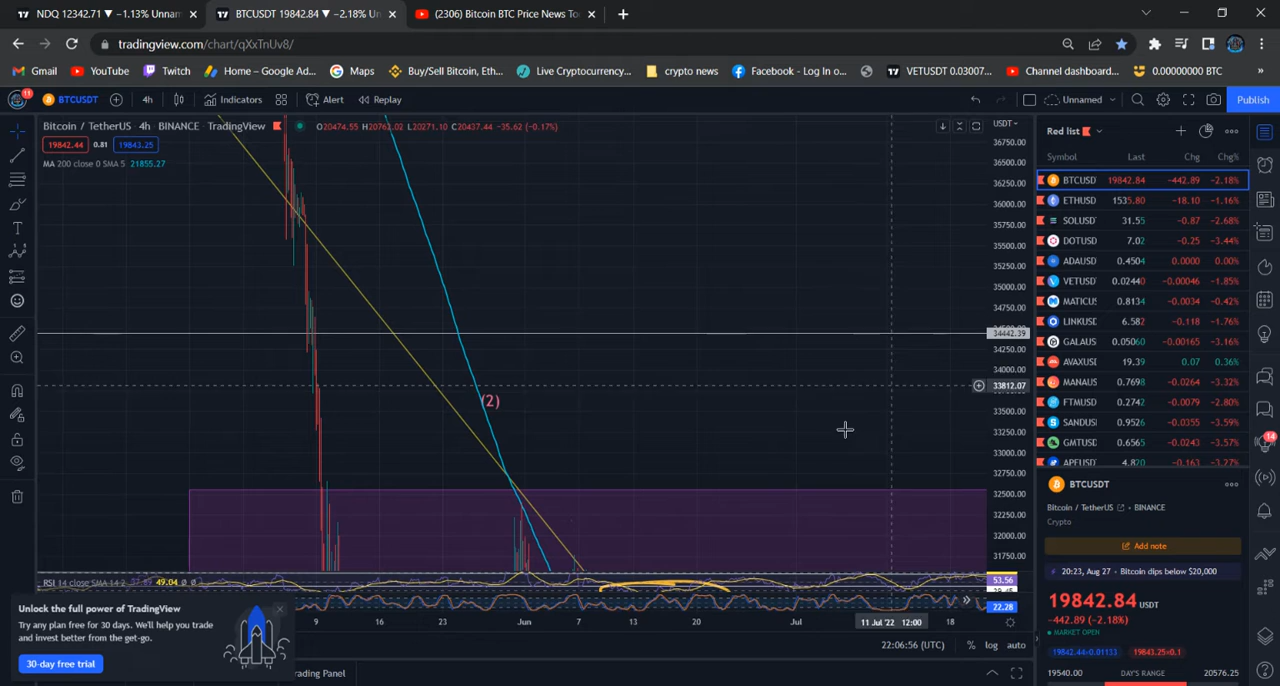 NDQ 12342.71 ▼ −1.13% Unnam
BTCUSDT 19842.84 ▼ −2.18% Un
(2306) Bitcoin BTC Price News To
tradingview.com/chart/qXxTnUv8/
Gmail YouTube Twitch Home – Google Ad... Maps Buy/Sell Bitcoin, Eth... Live Cryptocurrency... crypto news Facebook - Log In o... VETUSDT 0.03007... Channel dashboard... 0.00000000 BTC »
11 BTCUSDT 4h Indicators Alert Replay Unnamed Publish
Bitcoin / TetherUS 4h BINANCE TradingView O20474.55 H20762.02 L20271.10 C20437.44 −35.62 (−0.17%)
19842.44 0.81 19843.25
MA 200 close 0 SMA 5 21855.27
(2)
USDT
36750.00
36500.00
36250.00
36000.00
35750.00
35500.00
35250.00
35000.00
34750.00
34442.39
34250.00
34000.00
33812.07
33500.00
33250.00
33000.00
32750.00
32500.00
32250.00
32000.00
31750.00
RSI 14 close SMA 14 2 49.04
53.56
22.28
9 16 23 Jun 7 13 20 Jul 11 Jul '22 12:00 18
22:06:56 (UTC) % log auto
Unlock the full power of TradingView
Try any plan free for 30 days. We'll help you trade
and invest better from the get-go.
30-day free trial
rading Panel
Red list
Symbol Last Chg Chg%
BTCUSD 19842.84 −442.89 −2.18%
ETHUSD 1535.80 −18.10 −1.16%
SOLUSD 31.55 −0.87 −2.68%
DOTUSD 7.02 −0.25 −3.44%
ADAUSD 0.4504 0.0000 0.00%
VETUSD 0.02440 −0.00046 −1.85%
MATICUS 0.8134 −0.0034 −0.42%
LINKUSD 6.582 −0.118 −1.76%
GALAUS 0.05060 −0.00165 −3.16%
AVAXUSD 19.39 0.07 0.36%
MANAUS 0.7698 −0.0264 −3.32%
FTMUSD 0.2772 −0.0079 −2.80%
SANDUS 0.9526 −0.0355 −3.59%
GMTUSD 0.6565 −0.0243 −3.57%
APEUSD 4.820 −0.163 −3.27%
14
BTCUSDT
Bitcoin / TetherUS BINANCE
Crypto
Add note
20:23, Aug 27 • Bitcoin dips below $20,000
19842.84 USDT
−442.89 (−2.18%)
MARKET OPEN
19842.44×0.01133 19843.25×0.1
19540.00 DAY'S RANGE 20576.25